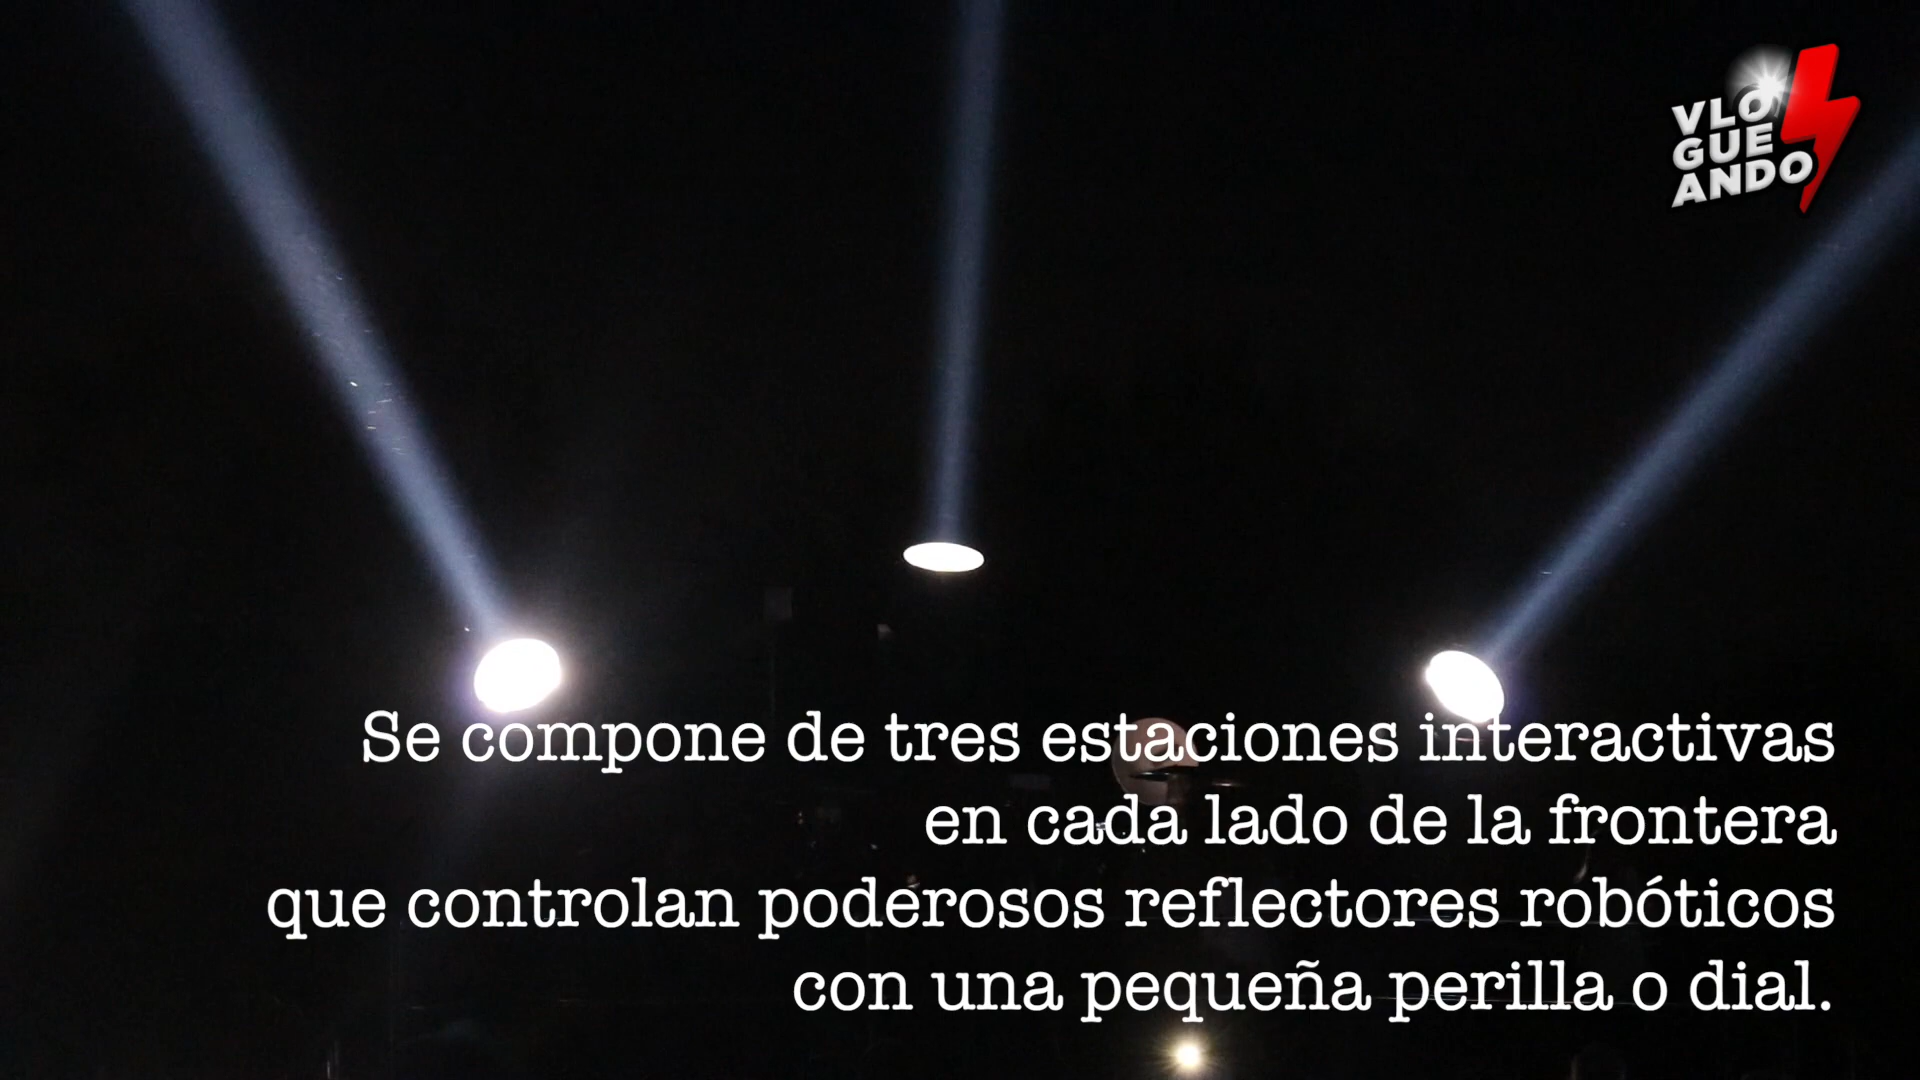 VLO
GUE
ANDO
Se compone de tres estaciones interactivas
en cada lado de la frontera
que controlan poderosos reflectores robóticos
con una pequeña perilla o dial.